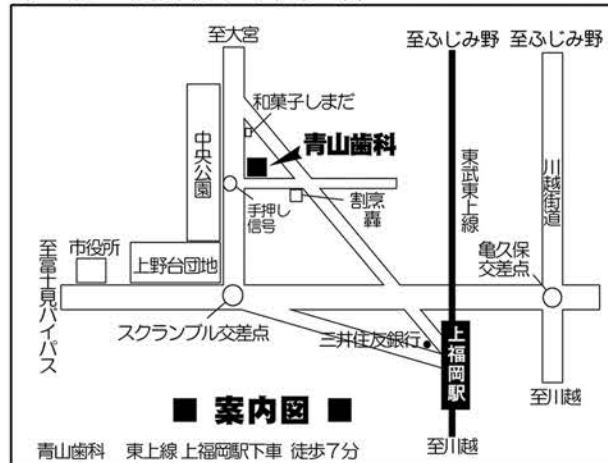 至大宮
至ふじみ野
至ふじみ野
和菓子しまだ
青山歯科
中央公園
手押し
信号
割烹
轟
東武東上線
川越街道
亀久保
交差点
至富士見バイパス
市役所
上野台団地
スクランブル交差点
三井住友銀行
上福岡駅
至川越
至川越
■ 案内図 ■
青山歯科 東上線 上福岡駅下車 徒歩7分